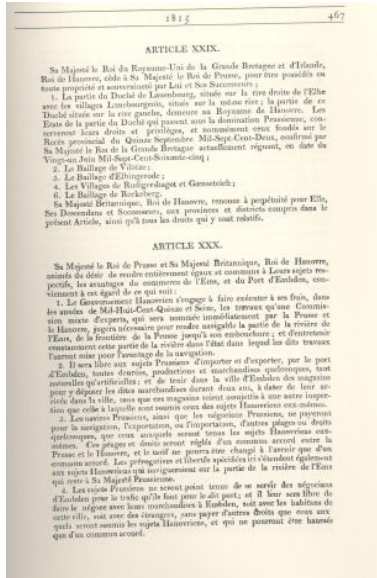 1815 467
ARTICLE XXIX.
Sa Majesté le Roi du Royaume-Uni de la Grande Bretagne et d'Irlande,
Roi de Hanovre, cède à Sa Majesté le Roi de Prusse, pour être possédés en
toute propriété et souveraineté par Lui et Ses Successeurs ;
1. La partie du Duché de Lauenbourg, située sur la rive droite de l'Elbe
avec les villages Lunebourgeois, situés sur la même rive ; la partie de ce
Duché située sur la rive gauche, demeure au Royaume de Hanovre. Les
Etats de la partie du Duché qui passent sous la domination Prussienne, con-
serveront leurs droits et privilèges, et nommément ceux fondés sur le
Recès provincial du Quinze Septembre Mil-Sept-Cent-Deux, confirmé par
Sa Majesté le Roi de la Grande Bretagne actuellement régnant, en date du
Vingt-un Juin Mil-Sept-Cent-Soixante-cinq ;
2. Le Baillage de
3. Le Baillage d'Elbingerode ;
4. Les Villages de Rudigershagen et Gænseteich ;
6. Le Baillage de Reckeberg.
Sa Majesté Britannique, Roi de Hanovre, renonce à perpétuité pour Elle,
Ses Descendans et Successeurs, aux provinces et districts compris dans le
présent Article, ainsi qu'à tous les droits qui y sont relatifs.
ARTICLE XXX.
Sa Majesté le Roi de Prusse et Sa Majesté Britannique, Roi de Hanovre,
animés du désir de rendre entièrement égaux et communs à Leurs sujets res-
pectifs, les avantages du commerce de l'Ems, et du Port d'Embden, con-
viennent à cet égard de ce qui suit :
1. Le Gouvernement Hanovrien s'engage à faire exécuter à ses frais, dans
les années de Mil-Huit-Cent-Quinze et Seize, les travaux qu'une Commis-
sion mixte d'experts, qui sera nommée immédiatement par la Prusse et
le Hanovre, jugera nécessaire pour rendre navigable la partie de la rivière de
l'Ems, de la frontière de la Prusse jusqu'à son embouchure ; et d'entretenir
constamment cette partie de la rivière dans l'état dans lequel les dits travaux
l'auront mise pour l'avantage de la navigation.
2. Il sera libre aux sujets Prussiens d'importer et d'exporter, par le port
d'Embden, toutes denrées, productions et marchandises quelconques, tant
naturelles qu'artificielles ; et de tenir dans la ville d'Embden des magasins
pour y déposer les dites marchandises durant deux ans, à dater de leur ar-
rivée dans la ville, sans que ces magasins soient assujettis à une autre inspec-
tion que celle à laquelle sont soumis ceux des sujets Hanovriens eux-mêmes.
3. Les navires Prussiens, ainsi que les négocians Prussiens, ne payeront
pour la navigation, l'exportation, ou l'importation, d'autres péages ou droits
quelconques, que ceux auxquels seront tenus les sujets Hanovriens eux-
mêmes. Ces péages et droits seront réglés d'un commun accord entre la
Prusse et le Hanovre, et le tarif ne pourra être changé à l'avenir que d'un
commun accord. Les prérogatives et libertés spécifiées ici s'étendent également
aux sujets Hanovriens qui navigueroient sur la partie de la rivière de l'Ems
qui reste à Sa Majesté Prussienne.
4. Les sujets Prussiens ne seront point tenus de se servir des négocians
d'Embden pour le trafic qu'ils font pour le dit port ; et il leur sera libre de
faire le négoce avec leurs marchandises à Embden, soit avec les habitans de
cette ville, soit avec des étrangers, sans payer d'autres droits que ceux aux
quels seront soumis les sujets Hanovriens, et qui ne pourront être haussés
que d'un commun accord.